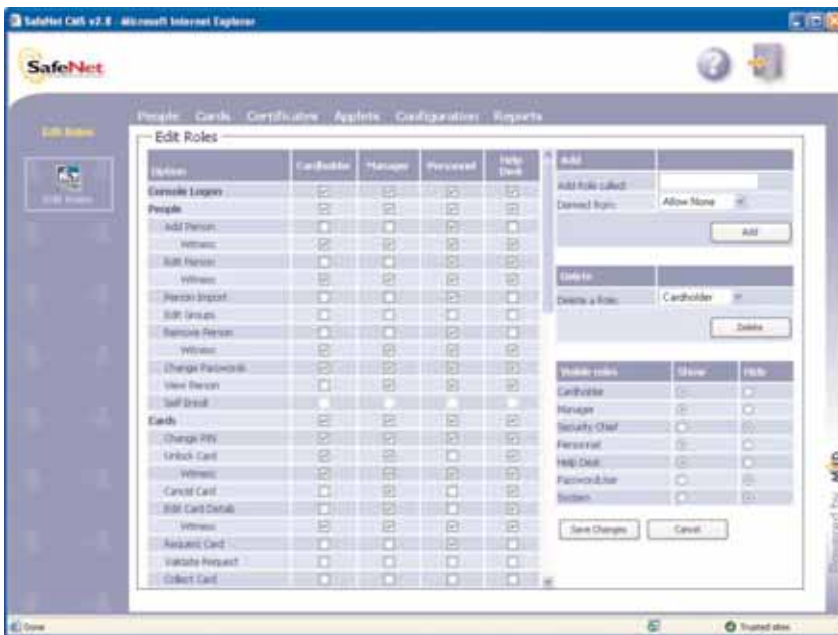 SafeNet CMS v2.8 - Microsoft Internet Explorer
SafeNet
People Cards Certificates Applets Configuration Reports
Edit Roles
Edit Roles
Edit Roles
Option Cardholder Manager Personnel Help Desk
Console Logon
People
Add Person
Witness
Edit Person
Witness
Person Import
Edit Groups
Remove Person
Witness
Change Passwords
View Person
Self Enroll
Cards
Change PIN
Unlock Card
Witness
Cancel Card
Edit Card Details
Witness
Request Card
Validate Request
Collect Card
Add
Add Role called:
Derived from: Allow None
Add
Delete
Delete a Role: Cardholder
Delete
Visible roles Show Hide
Cardholder
Manager
Security Chief
Personnel
Help Desk
PasswordUser
System
Save Changes Cancel
Powered by
Done Trusted sites